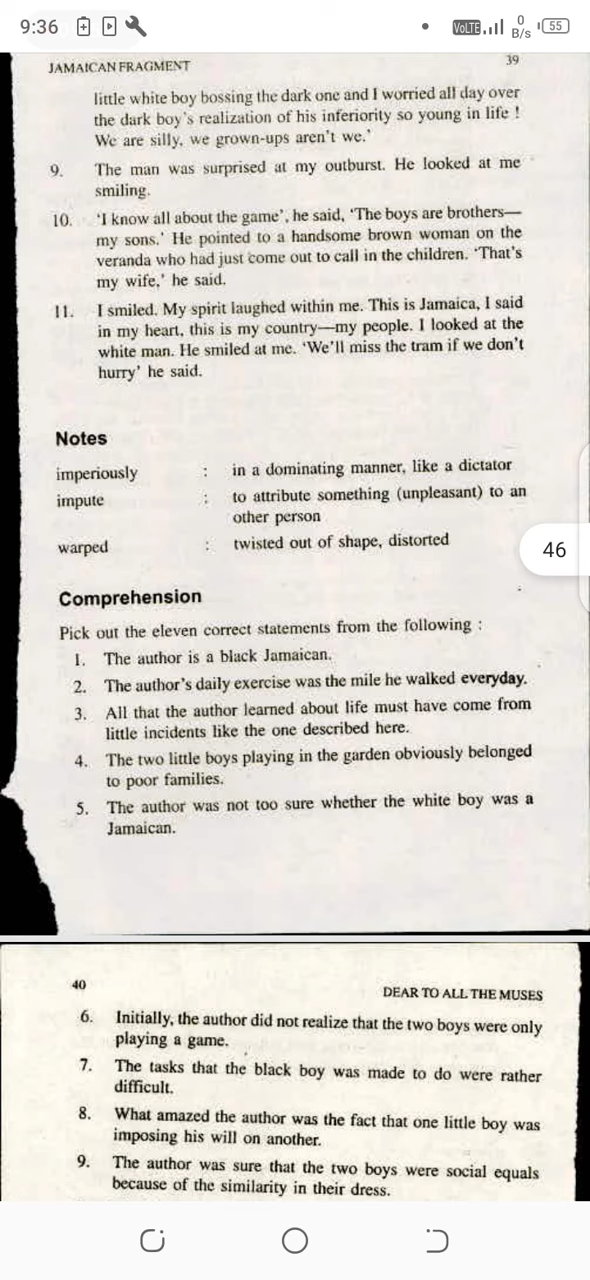 9:36
VoLTE
0
B/s
55
JAMAICAN FRAGMENT
39
little white boy bossing the dark one and I worried all day over
the dark boy's realization of his inferiority so young in life !
We are silly, we grown-ups aren't we.'
9. The man was surprised at my outburst. He looked at me
smiling.
10. 'I know all about the game', he said, 'The boys are brothers—
my sons.' He pointed to a handsome brown woman on the
veranda who had just come out to call in the children. 'That's
my wife,' he said.
11. I smiled. My spirit laughed within me. This is Jamaica, I said
in my heart, this is my country—my people. I looked at the
white man. He smiled at me. 'We'll miss the tram if we don't
hurry' he said.
Notes
imperiously : in a dominating manner, like a dictator
impute : to attribute something (unpleasant) to an
other person
warped : twisted out of shape, distorted
46
Comprehension
Pick out the eleven correct statements from the following :
1. The author is a black Jamaican.
2. The author's daily exercise was the mile he walked everyday.
3. All that the author learned about life must have come from
little incidents like the one described here.
4. The two little boys playing in the garden obviously belonged
to poor families.
5. The author was not too sure whether the white boy was a
Jamaican.
40
DEAR TO ALL THE MUSES
6. Initially, the author did not realize that the two boys were only
playing a game.
7. The tasks that the black boy was made to do were rather
difficult.
8. What amazed the author was the fact that one little boy was
imposing his will on another.
9. The author was sure that the two boys were social equals
because of the similarity in their dress.